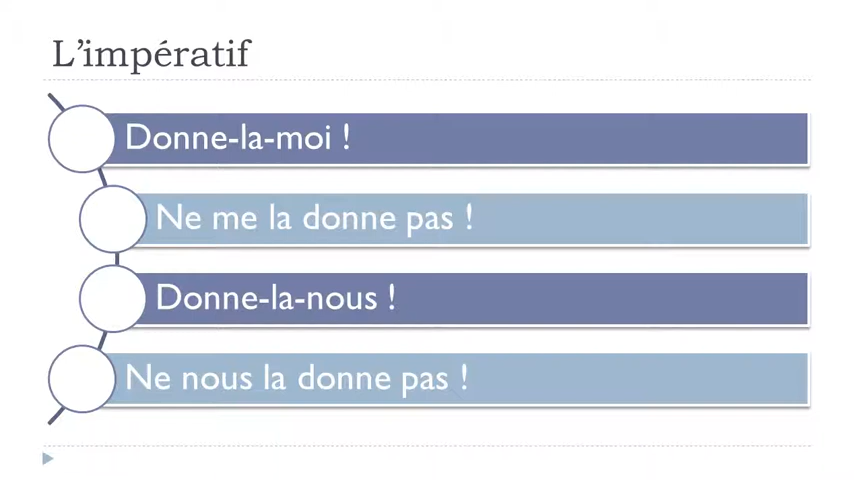 L’impératif
Donne-la-moi !
Ne me la donne pas !
Donne-la-nous !
Ne nous la donne pas !